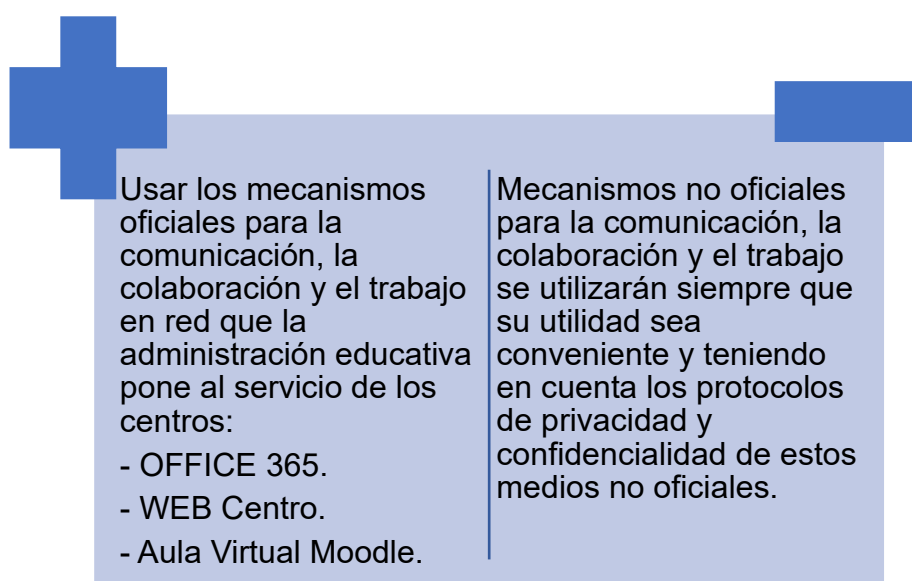 Usar los mecanismos
oficiales para la
comunicación, la
colaboración y el trabajo
en red que la
administración educativa
pone al servicio de los
centros:
- OFFICE 365.
- WEB Centro.
- Aula Virtual Moodle.
Mecanismos no oficiales
para la comunicación, la
colaboración y el trabajo
se utilizarán siempre que
su utilidad sea
conveniente y teniendo
en cuenta los protocolos
de privacidad y
confidencialidad de estos
medios no oficiales.